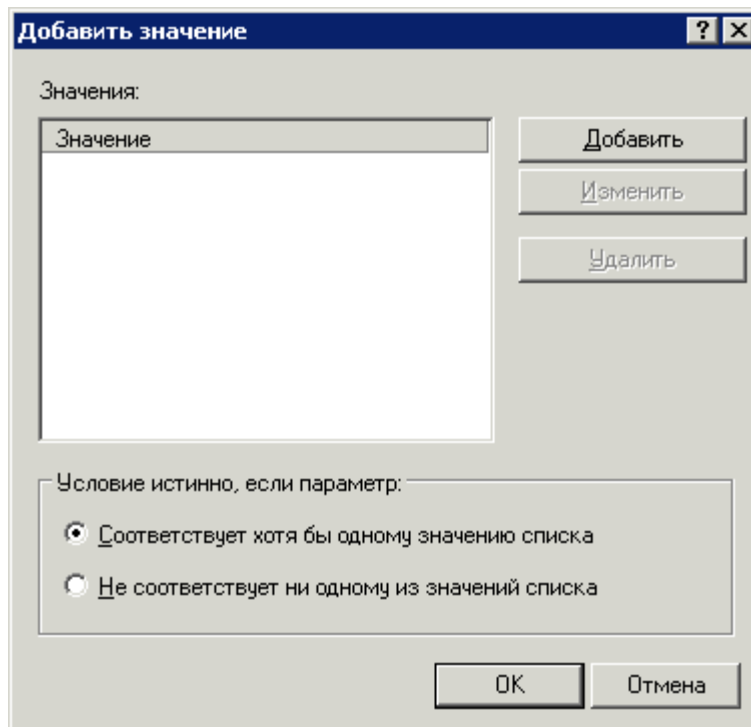 Добавить значение
Значения:
Значение
Добавить
Изменить
Удалить
Условие истинно, если параметр:
Соответствует хотя бы одному значению списка
Не соответствует ни одному из значений списка
OK
Отмена